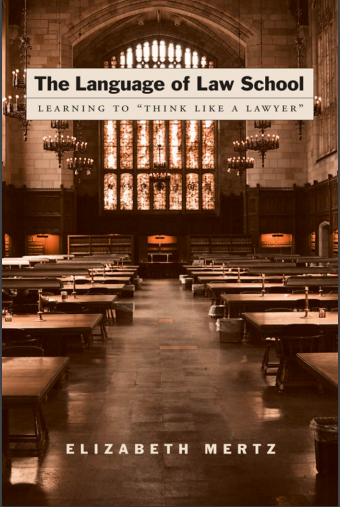 The Language of Law School
LEARNING TO “THINK LIKE A LAWYER”
ELIZABETH MERTZ